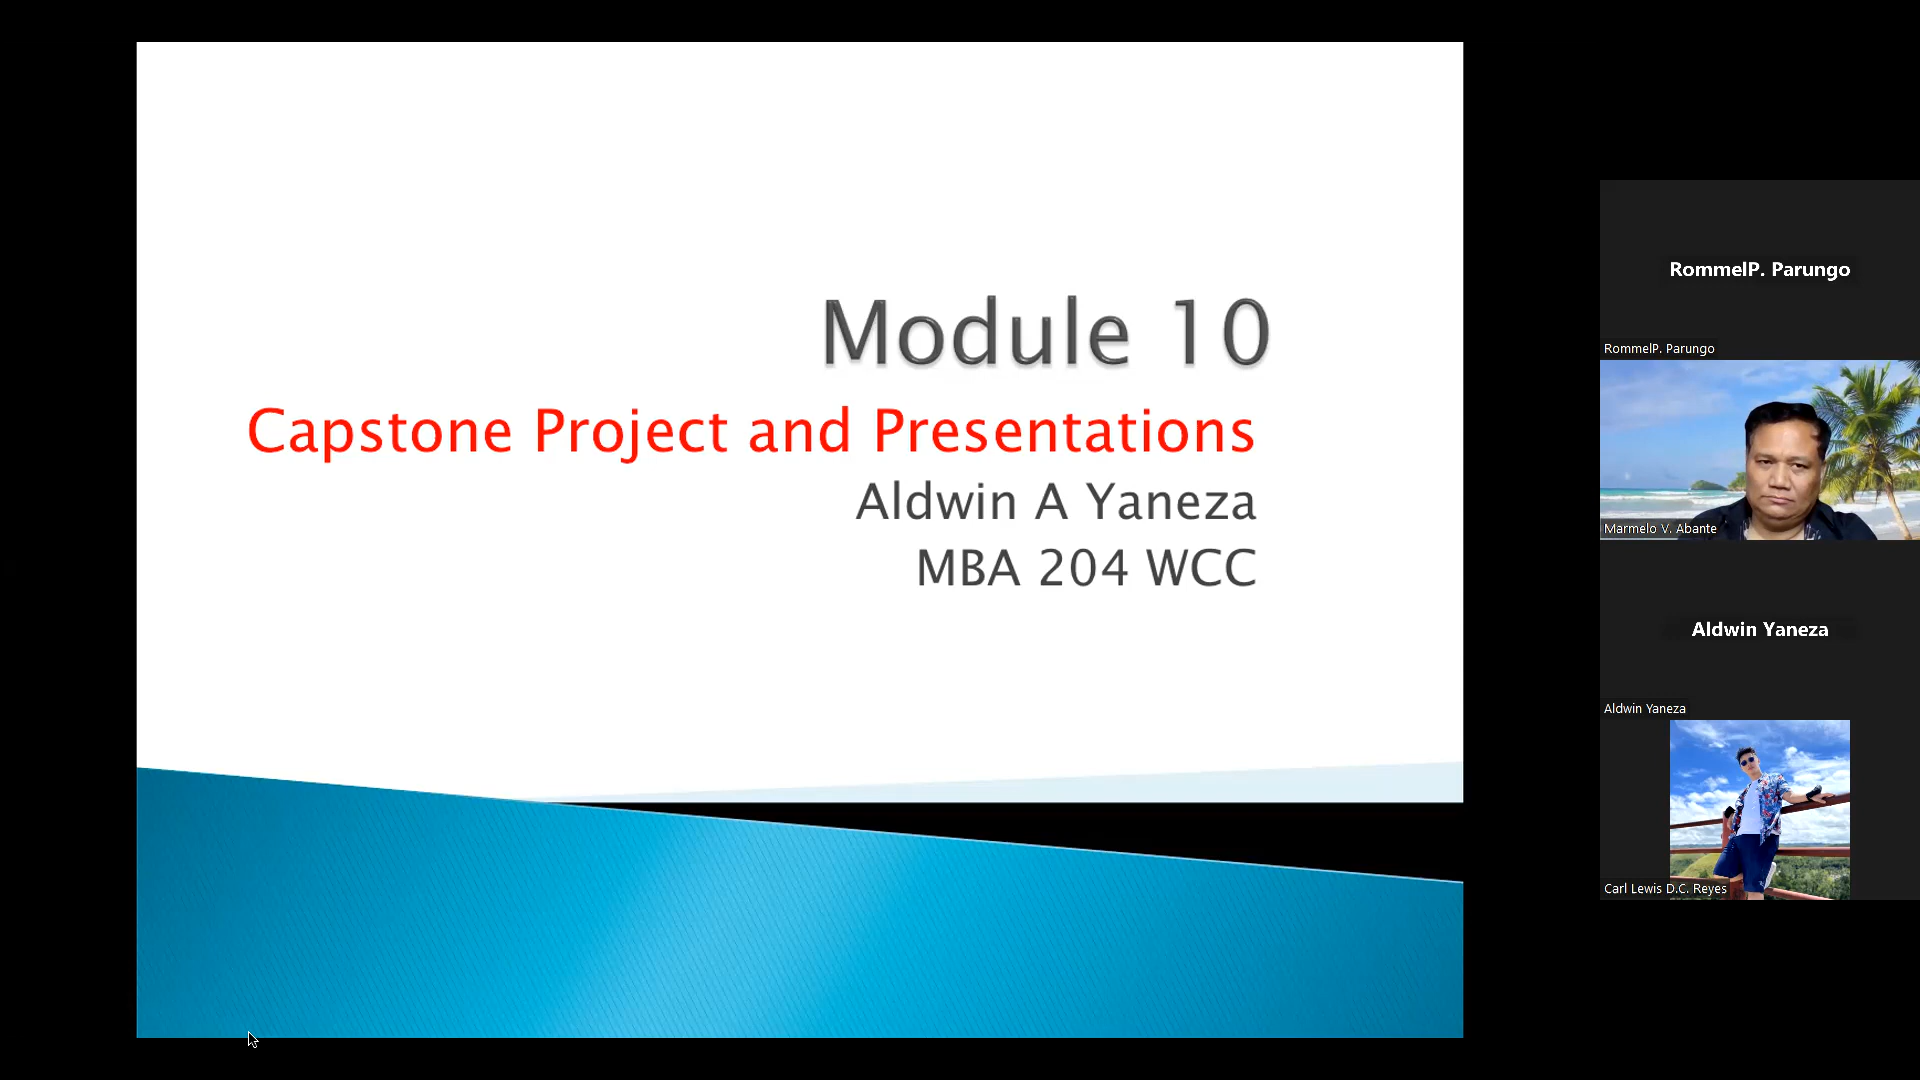 Module 10
Capstone Project and Presentations
Aldwin A Yaneza
MBA 204 WCC
RommelP. Parungo
RommelP. Parungo
Marmelo V. Abante
Aldwin Yaneza
Aldwin Yaneza
Carl Lewis D.C. Reyes